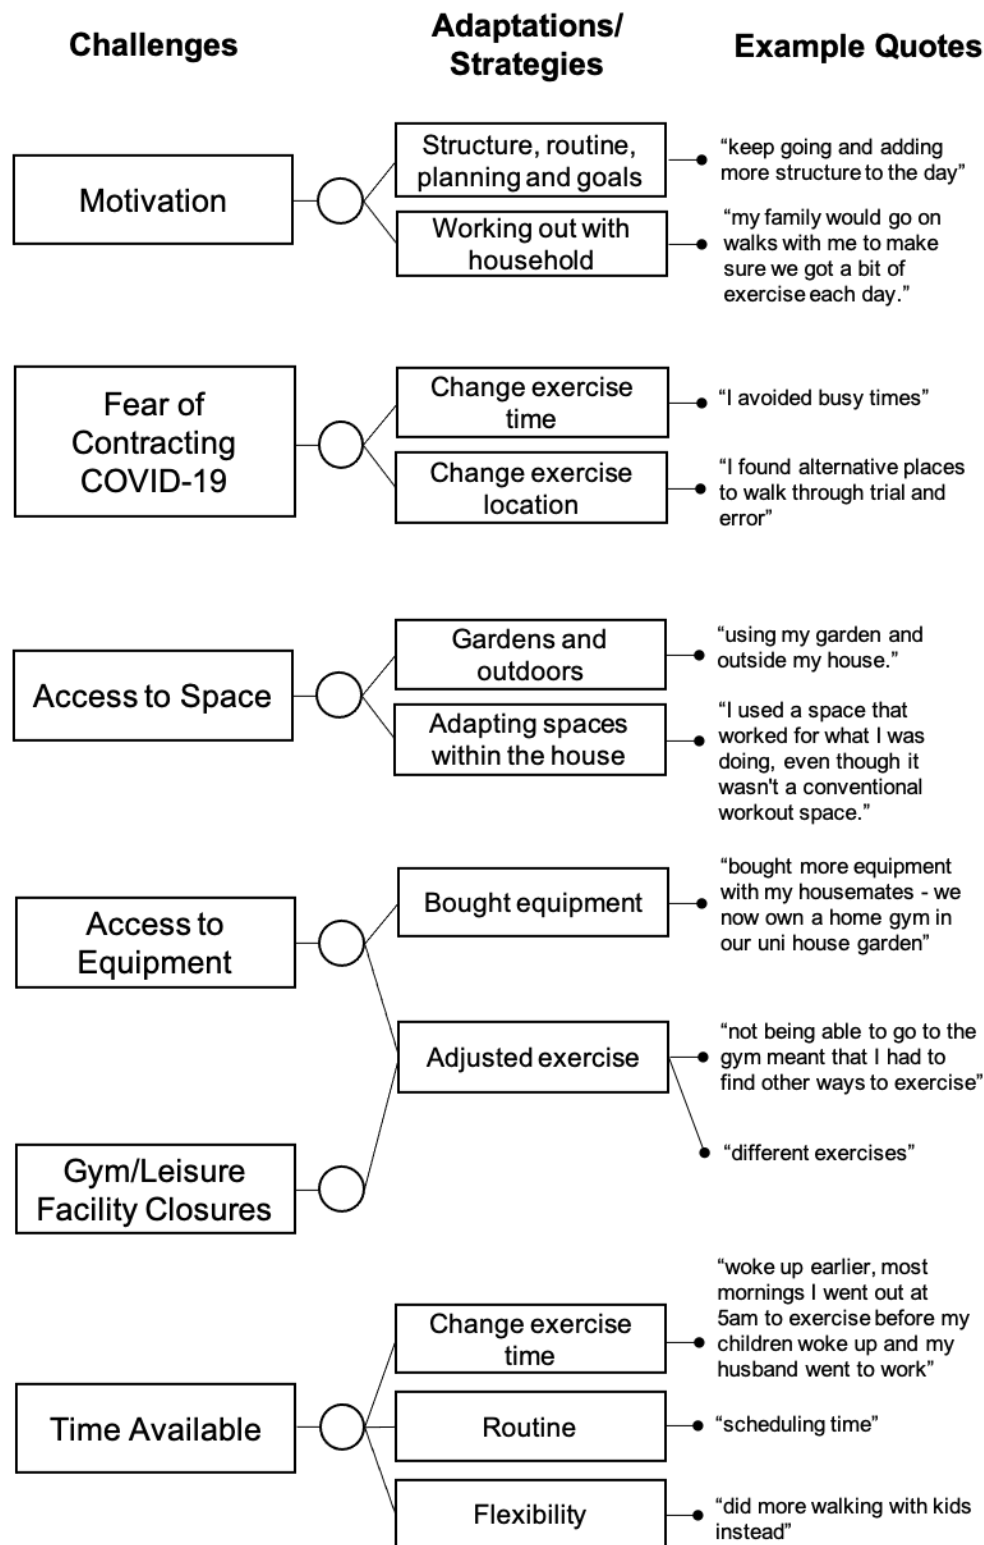 Challenges
Adaptations/
Strategies
Example Quotes
Motivation
Structure, routine,
planning and goals
“keep going and adding
more structure to the day”
Working out with
household
“my family would go on
walks with me to make
sure we got a bit of
exercise each day.”
Fear of
Contracting
COVID-19
Change exercise
time
“I avoided busy times”
Change exercise
location
“I found alternative places
to walk through trial and
error”
Access to Space
Gardens and
outdoors
“using my garden and
outside my house.”
Adapting spaces
within the house
“I used a space that
worked for what I was
doing, even though it
wasn't a conventional
workout space.”
Access to
Equipment
Bought equipment
“bought more equipment
with my housemates - we
now own a home gym in
our uni house garden”
Adjusted exercise
“not being able to go to the
gym meant that I had to
find other ways to exercise”
“different exercises”
Gym/Leisure
Facility Closures
Time Available
Change exercise
time
“woke up earlier, most
mornings I went out at
5am to exercise before my
children woke up and my
husband went to work”
Routine
“scheduling time”
Flexibility
“did more walking with kids
instead”